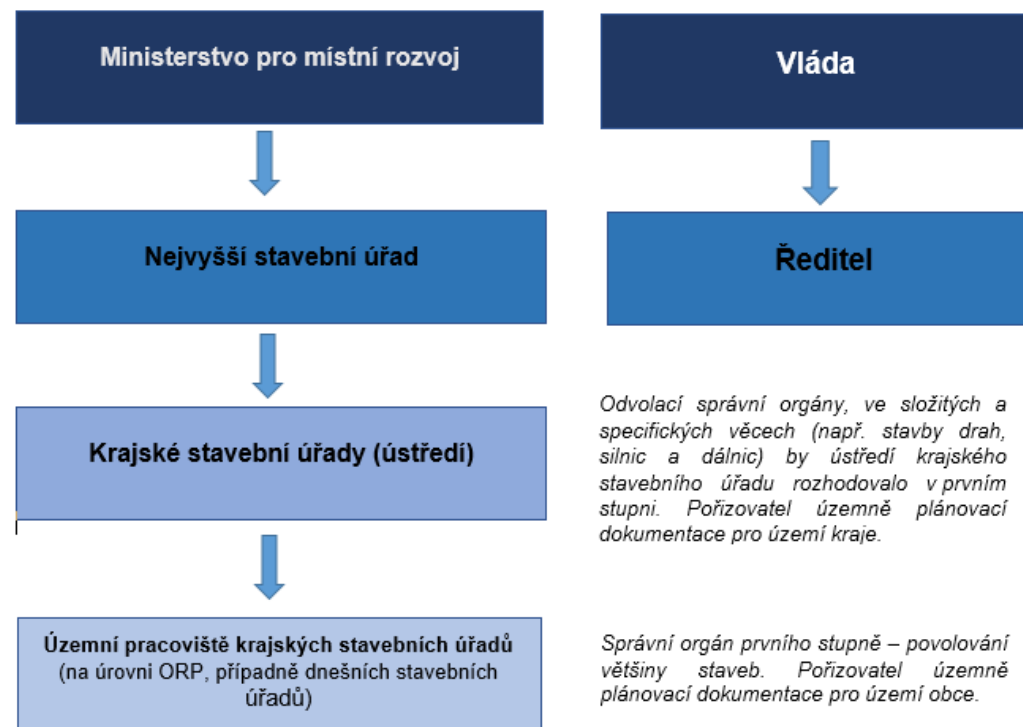 Ministerstvo pro místní rozvoj
Vláda
Nejvyšší stavební úřad
Ředitel
Krajské stavební úřady (ústředí)
Odvolací správní orgány, ve složitých a
specifických věcech (např. stavby drah,
silnic a dálnic) by ústředí krajského
stavebního úřadu rozhodovalo v prvním
stupni. Pořizovatel územně plánovací
dokumentace pro území kraje.
Územní pracoviště krajských stavebních úřadů
(na úrovni ORP, případně dnešních stavebních
úřadů)
Správní orgán prvního stupně – povolování
většiny staveb. Pořizovatel územně
plánovací dokumentace pro území obce.